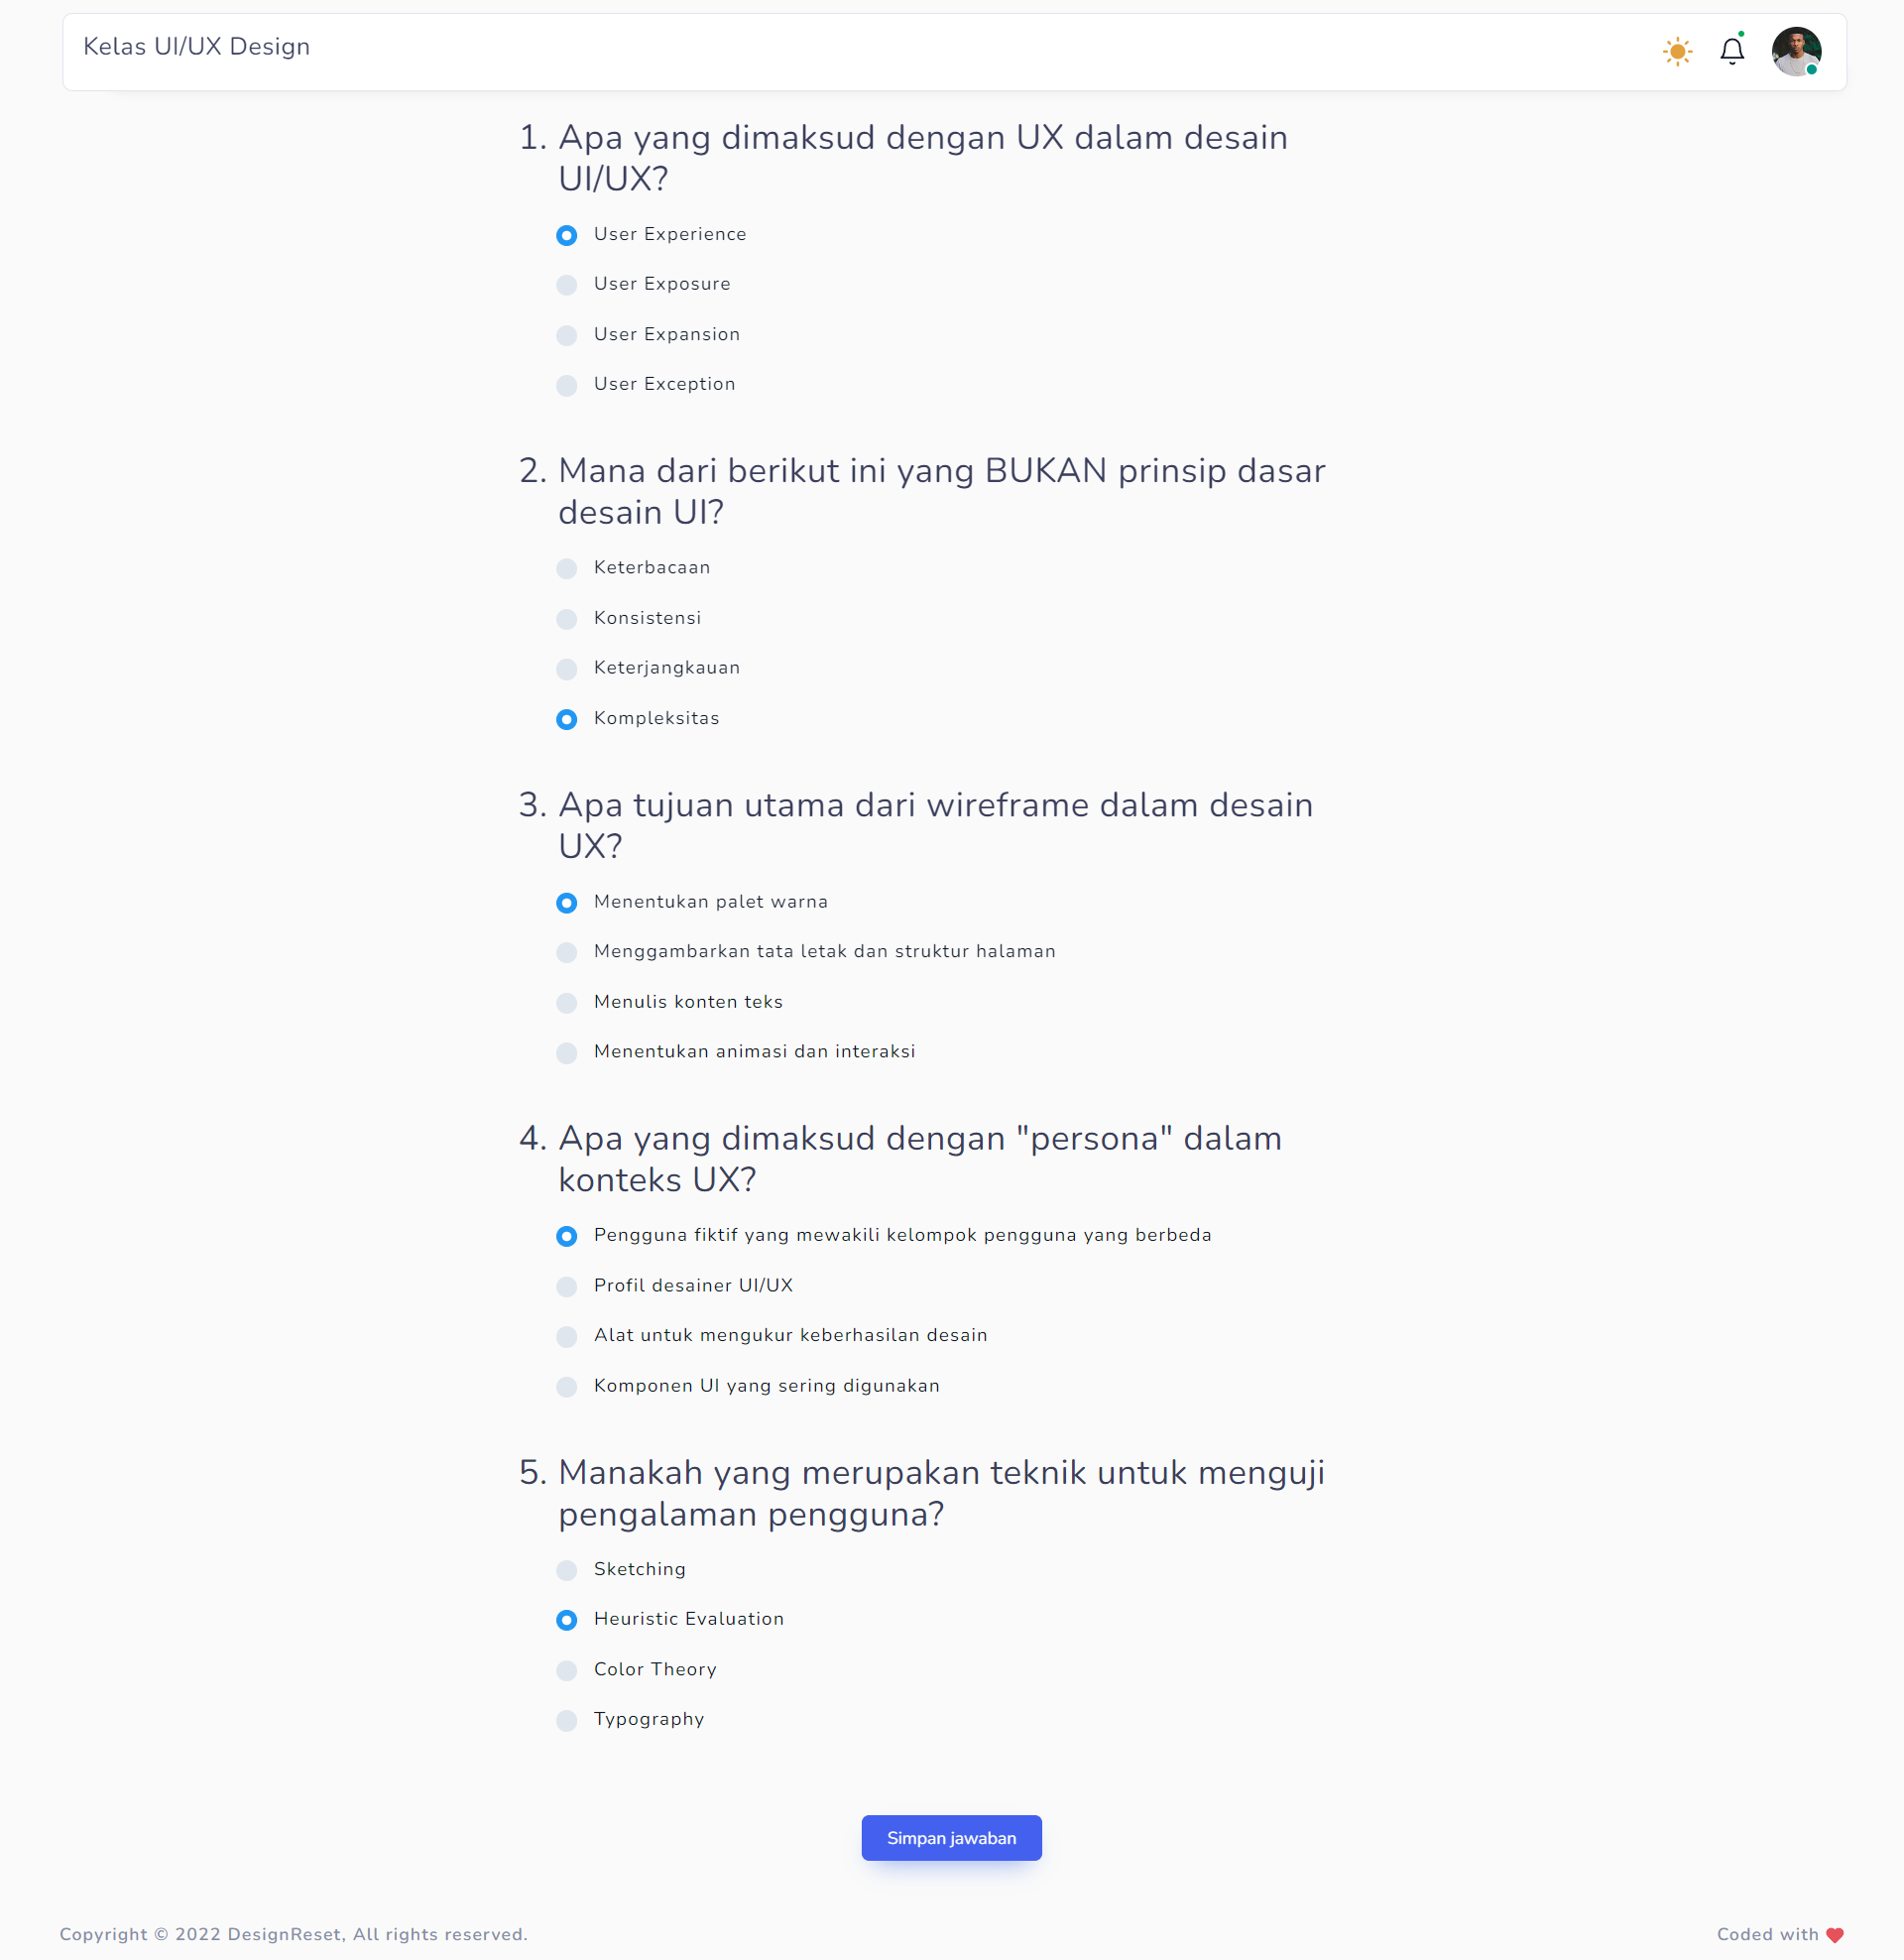 Kelas UI/UX Design
1. Apa yang dimaksud dengan UX dalam desain
UI/UX?
User Experience
User Exposure
User Expansion
User Exception
2. Mana dari berikut ini yang BUKAN prinsip dasar
desain UI?
Keterbacaan
Konsistensi
Keterjangkauan
Kompleksitas
3. Apa tujuan utama dari wireframe dalam desain
UX?
Menentukan palet warna
Menggambarkan tata letak dan struktur halaman
Menulis konten teks
Menentukan animasi dan interaksi
4. Apa yang dimaksud dengan "persona" dalam
konteks UX?
Pengguna fiktif yang mewakili kelompok pengguna yang berbeda
Profil desainer UI/UX
Alat untuk mengukur keberhasilan desain
Komponen UI yang sering digunakan
5. Manakah yang merupakan teknik untuk menguji
pengalaman pengguna?
Sketching
Heuristic Evaluation
Color Theory
Typography
Simpan jawaban
Copyright © 2022 DesignReset, All rights reserved.
Coded with